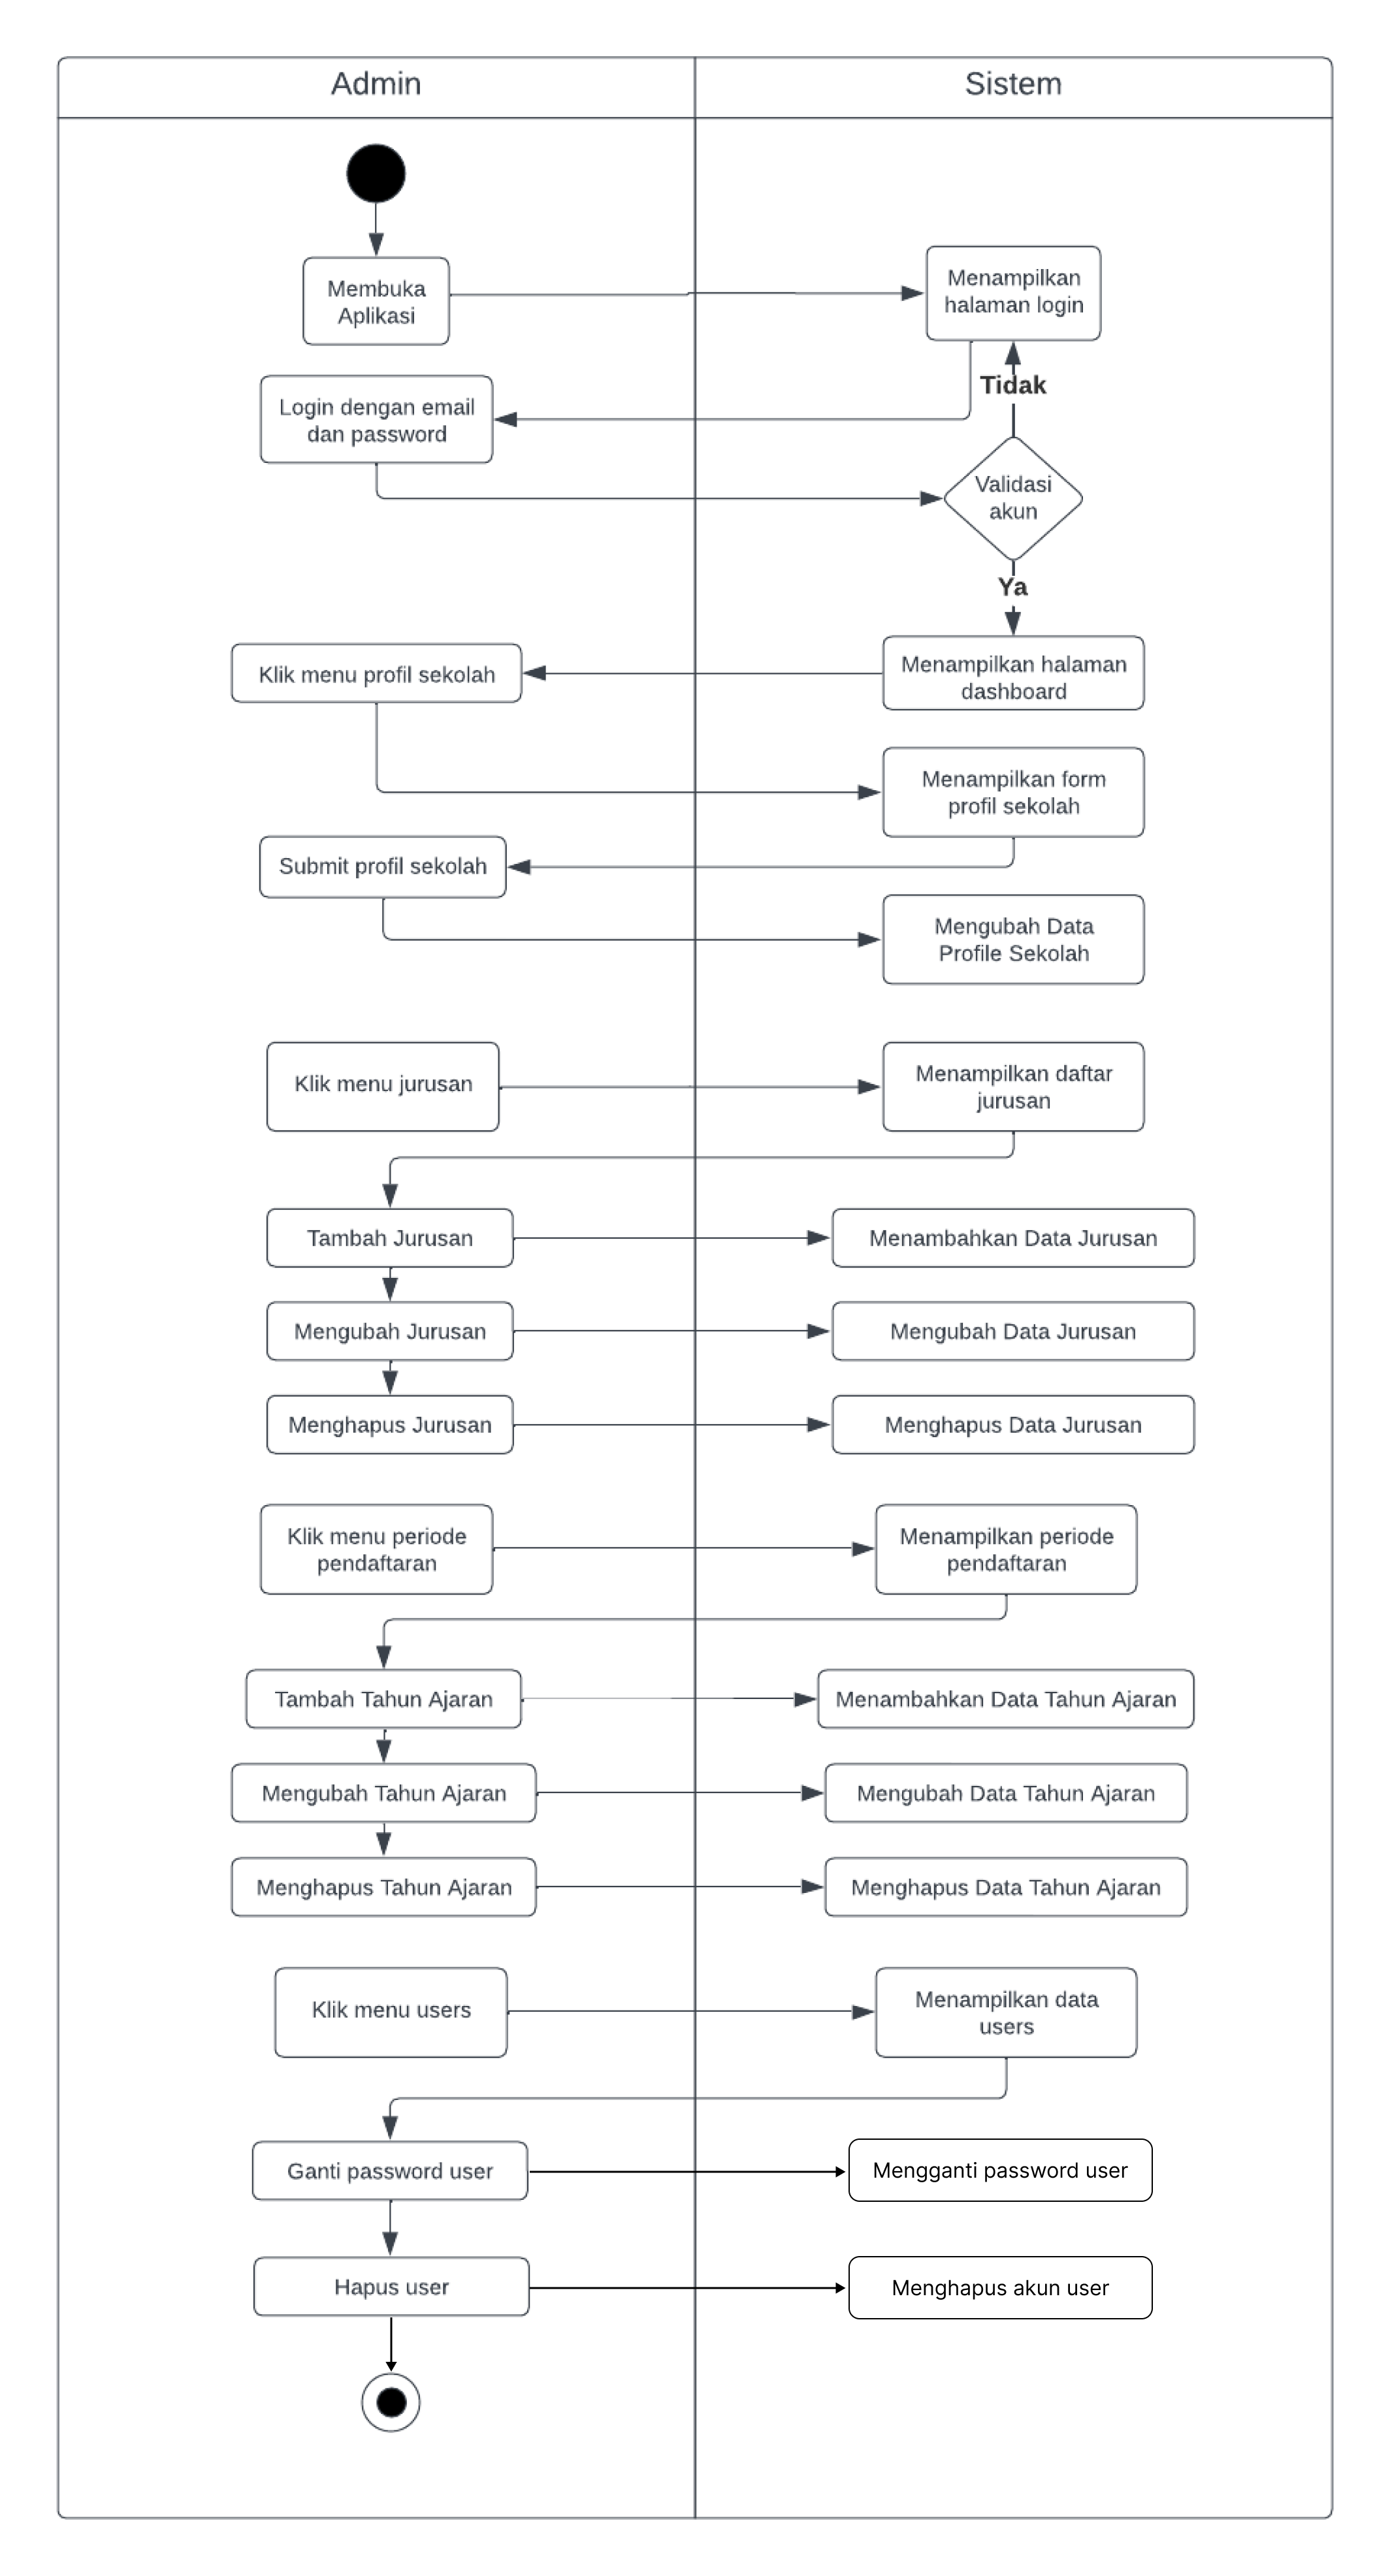 Admin
Sistem
Membuka
Aplikasi
Menampilkan
halaman login
Tidak
Login dengan email
dan password
Validasi
akun
Ya
Klik menu profil sekolah
Menampilkan halaman
dashboard
Menampilkan form
profil sekolah
Submit profil sekolah
Mengubah Data
Profile Sekolah
Klik menu jurusan
Menampilkan daftar
jurusan
Tambah Jurusan
Menambahkan Data Jurusan
Mengubah Jurusan
Mengubah Data Jurusan
Menghapus Jurusan
Menghapus Data Jurusan
Klik menu periode
pendaftaran
Menampilkan periode
pendaftaran
Tambah Tahun Ajaran
Menambahkan Data Tahun Ajaran
Mengubah Tahun Ajaran
Mengubah Data Tahun Ajaran
Menghapus Tahun Ajaran
Menghapus Data Tahun Ajaran
Klik menu users
Menampilkan data
users
Ganti password user
Mengganti password user
Hapus user
Menghapus akun user